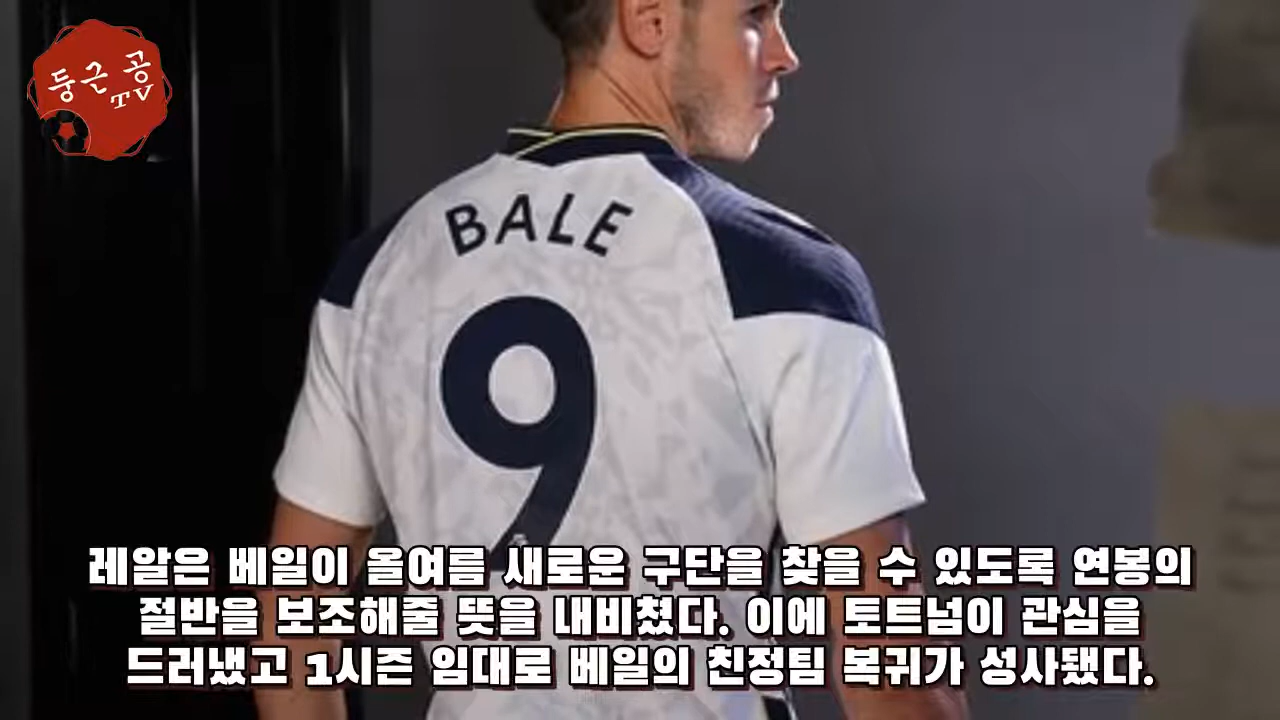 둥근 공
TV
BALE
9
레알은 베일이 올여름 새로운 구단을 찾을 수 있도록 연봉의
절반을 보조해줄 뜻을 내비쳤다. 이에 토트넘이 관심을
드러냈고 1시즌 임대로 베일의 친정팀 복귀가 성사됐다.